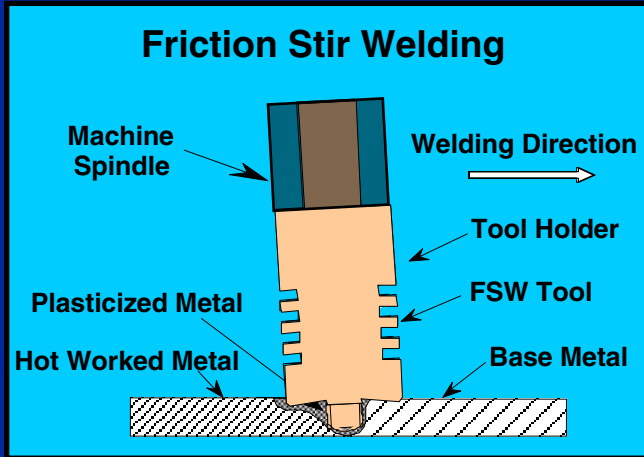 Friction Stir Welding
Machine
Spindle
Welding Direction
Tool Holder
Plasticized Metal
FSW Tool
Hot Worked Metal
Base Metal